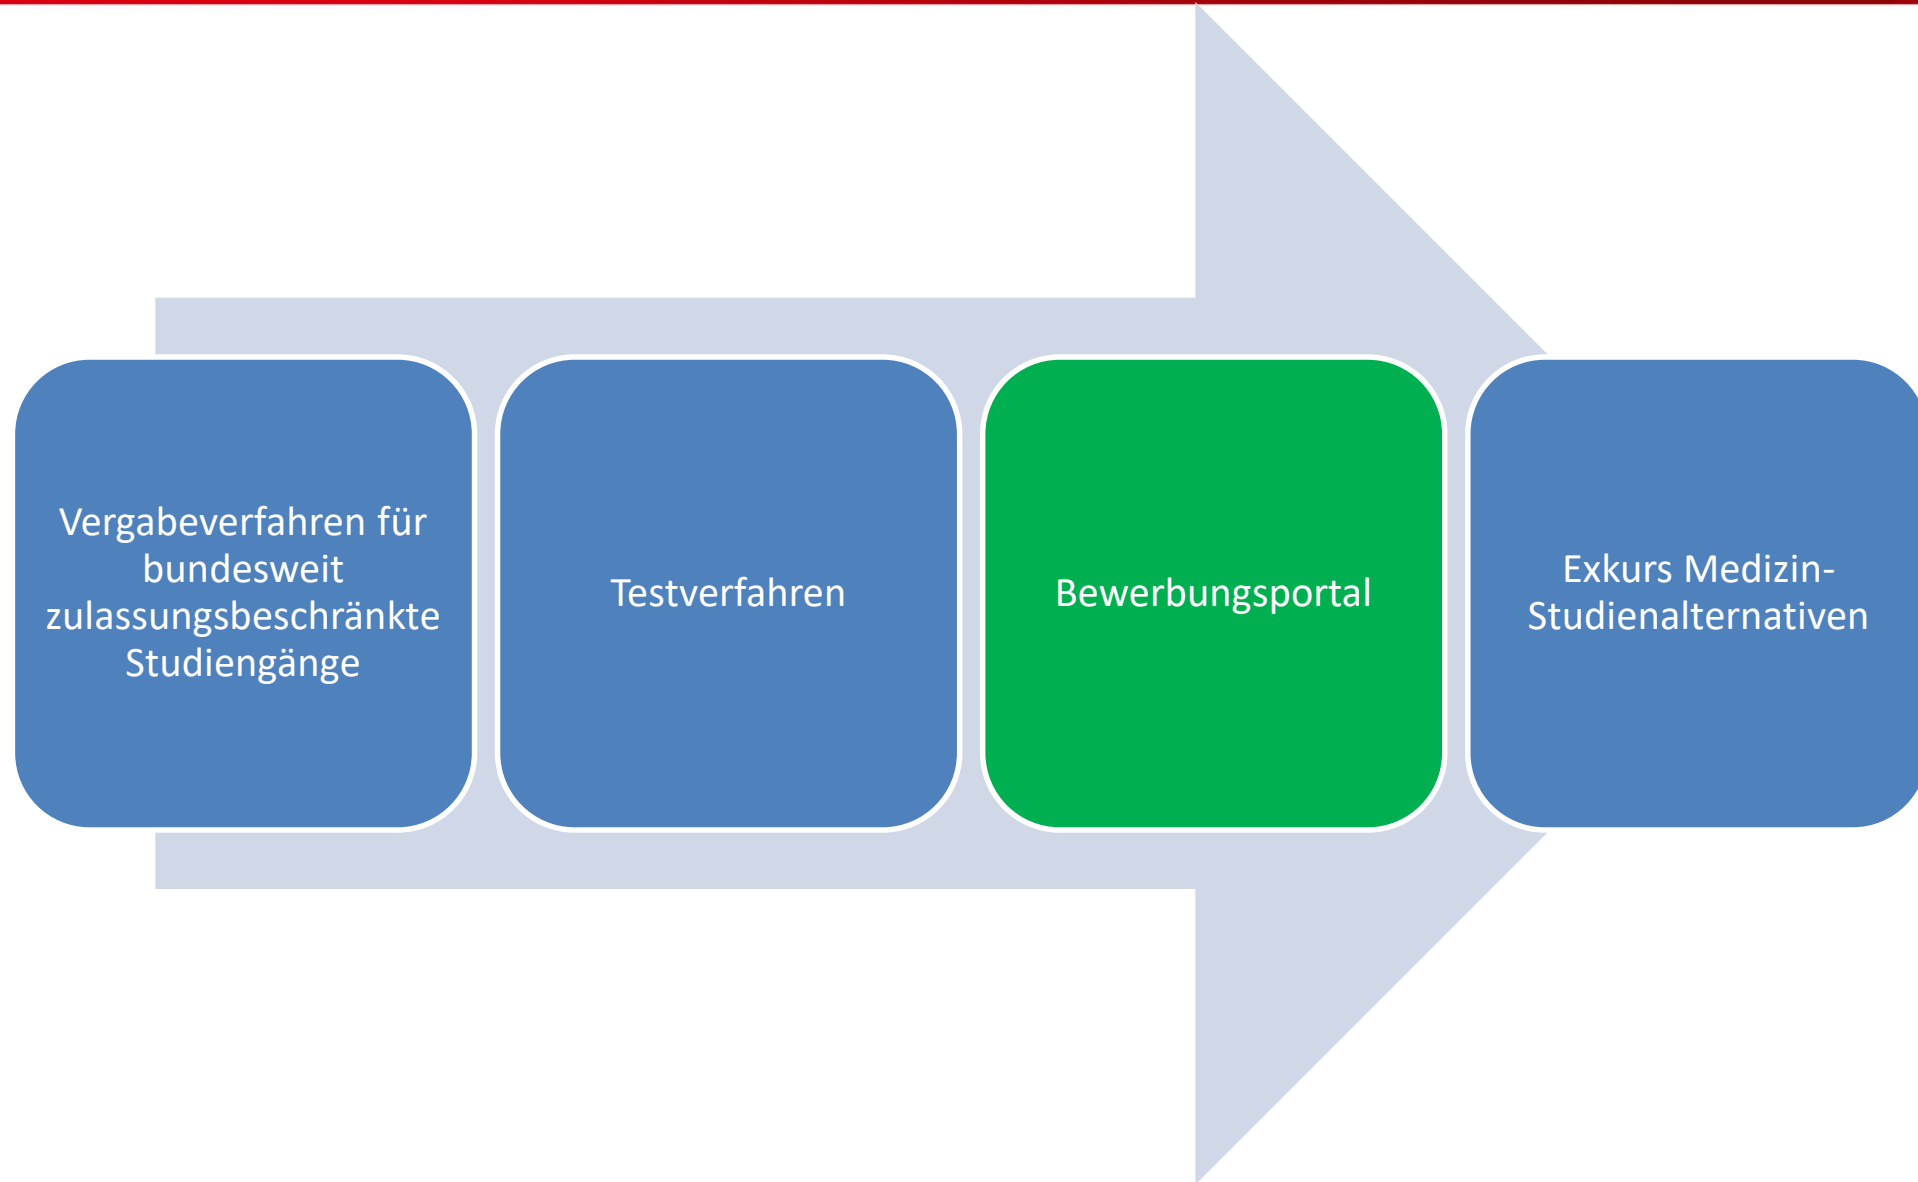 Vergabeverfahren für
bundesweit
zulassungsbeschränkte
Studiengänge
Testverfahren
Bewerbungsportal
Exkurs Medizin-
Studienalternativen